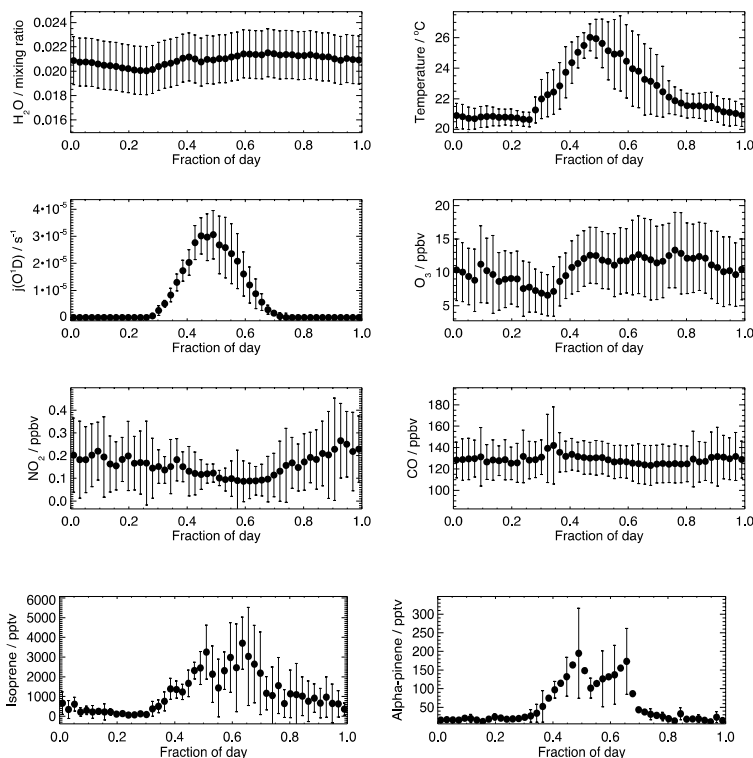 0.024
0.022
0.020
0.018
0.016
H2O / mixing ratio
0.0 0.2 0.4 0.6 0.8 1.0
Fraction of day
26
24
22
20
Temperature / °C
0.0 0.2 0.4 0.6 0.8 1.0
Fraction of day
4•10-5
3•10-5
2•10-5
1•10-5
0
j(O1D) / s-1
0.0 0.2 0.4 0.6 0.8 1.0
Fraction of day
20
15
10
5
O3 / ppbv
0.0 0.2 0.4 0.6 0.8 1.0
Fraction of day
0.4
0.3
0.2
0.1
0.0
NO2 / ppbv
0.0 0.2 0.4 0.6 0.8 1.0
Fraction of day
180
160
140
120
100
CO / ppbv
0.0 0.2 0.4 0.6 0.8 1.0
Fraction of day
6000
5000
4000
3000
2000
1000
0
Isoprene / pptv
0.0 0.2 0.4 0.6 0.8 1.0
Fraction of day
300
250
200
150
100
50
Alpha-pinene / pptv
0.0 0.2 0.4 0.6 0.8 1.0
Fraction of day